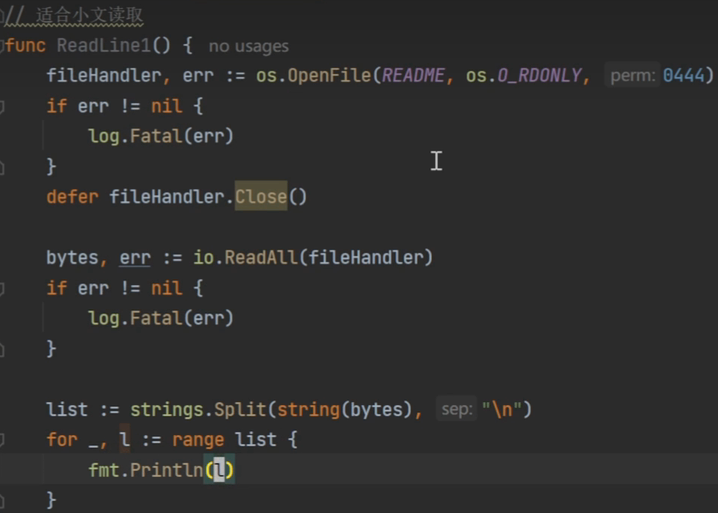 // 适合小文读取
func ReadLine1() { no usages
fileHandler, err := os.OpenFile(README, os.O_RDONLY, perm: 0444)
if err != nil {
log.Fatal(err)
}
defer fileHandler.Close()
bytes, err := io.ReadAll(fileHandler)
if err != nil {
log.Fatal(err)
}
list := strings.Split(string(bytes), sep: "\n")
for _, l := range list {
fmt.Println(l)
}